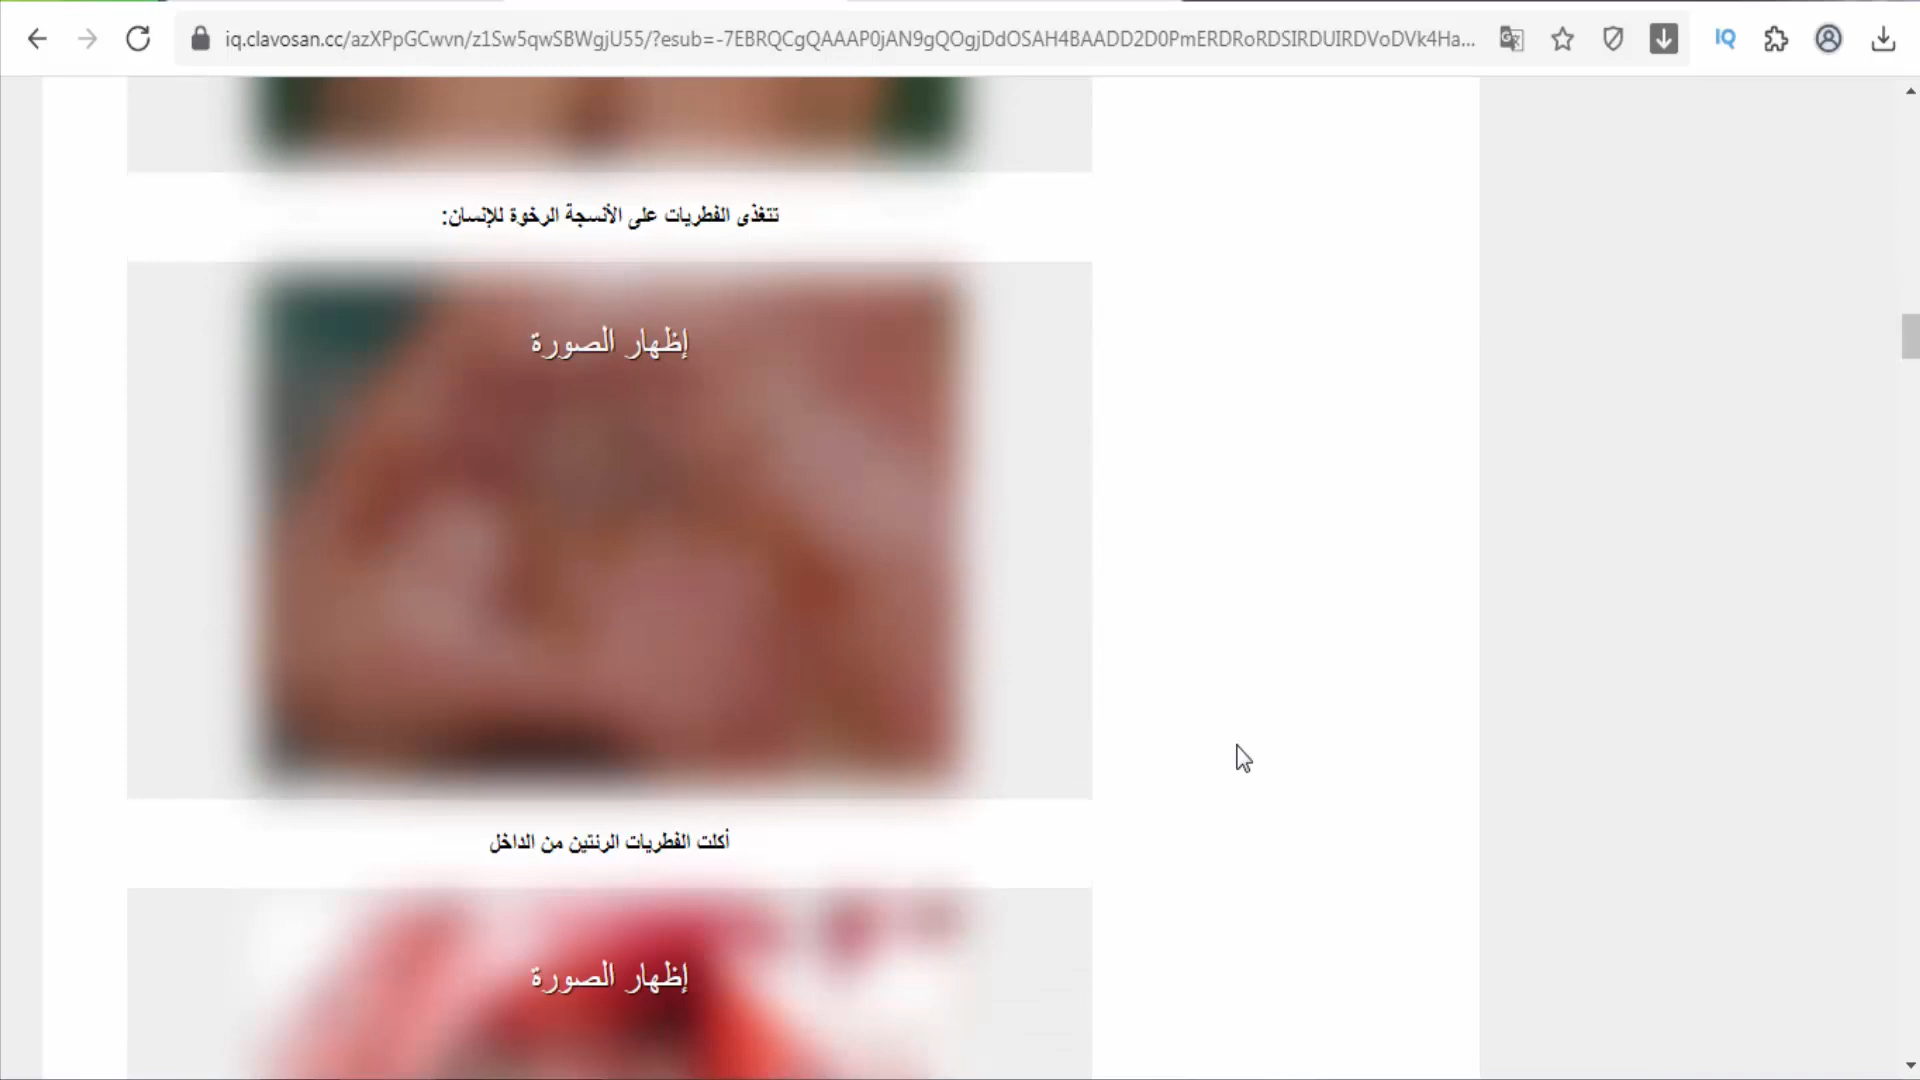 iq.clavosan.cc/azXPpGCwvn/z1Sw5qwSBWgjU55/?esub=-7EBRQCgQAAAP0jAN9gQOgjDdOSAH4BAADD2D0PmERDRoRDSIRDUIRDVoDVk4Ha...
IQ
تتغذى الفطريات على الأنسجة الرخوة للإنسان:
إظهار الصورة
أكلت الفطريات الرئتين من الداخل
إظهار الصورة